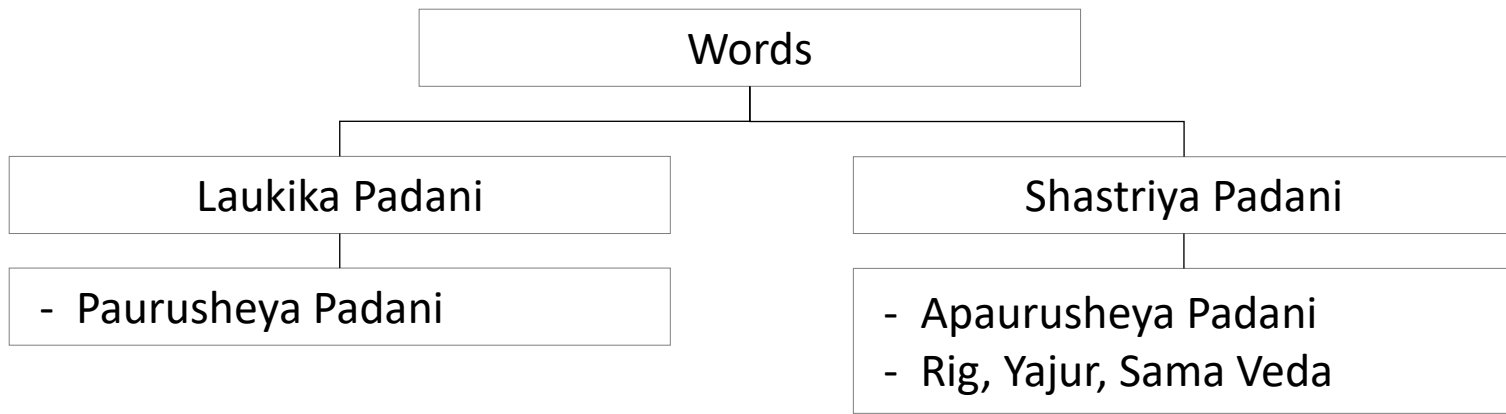 Words
Laukika Padani
Shastriya Padani
- Paurusheya Padani
- Apaurusheya Padani
- Rig, Yajur, Sama Veda